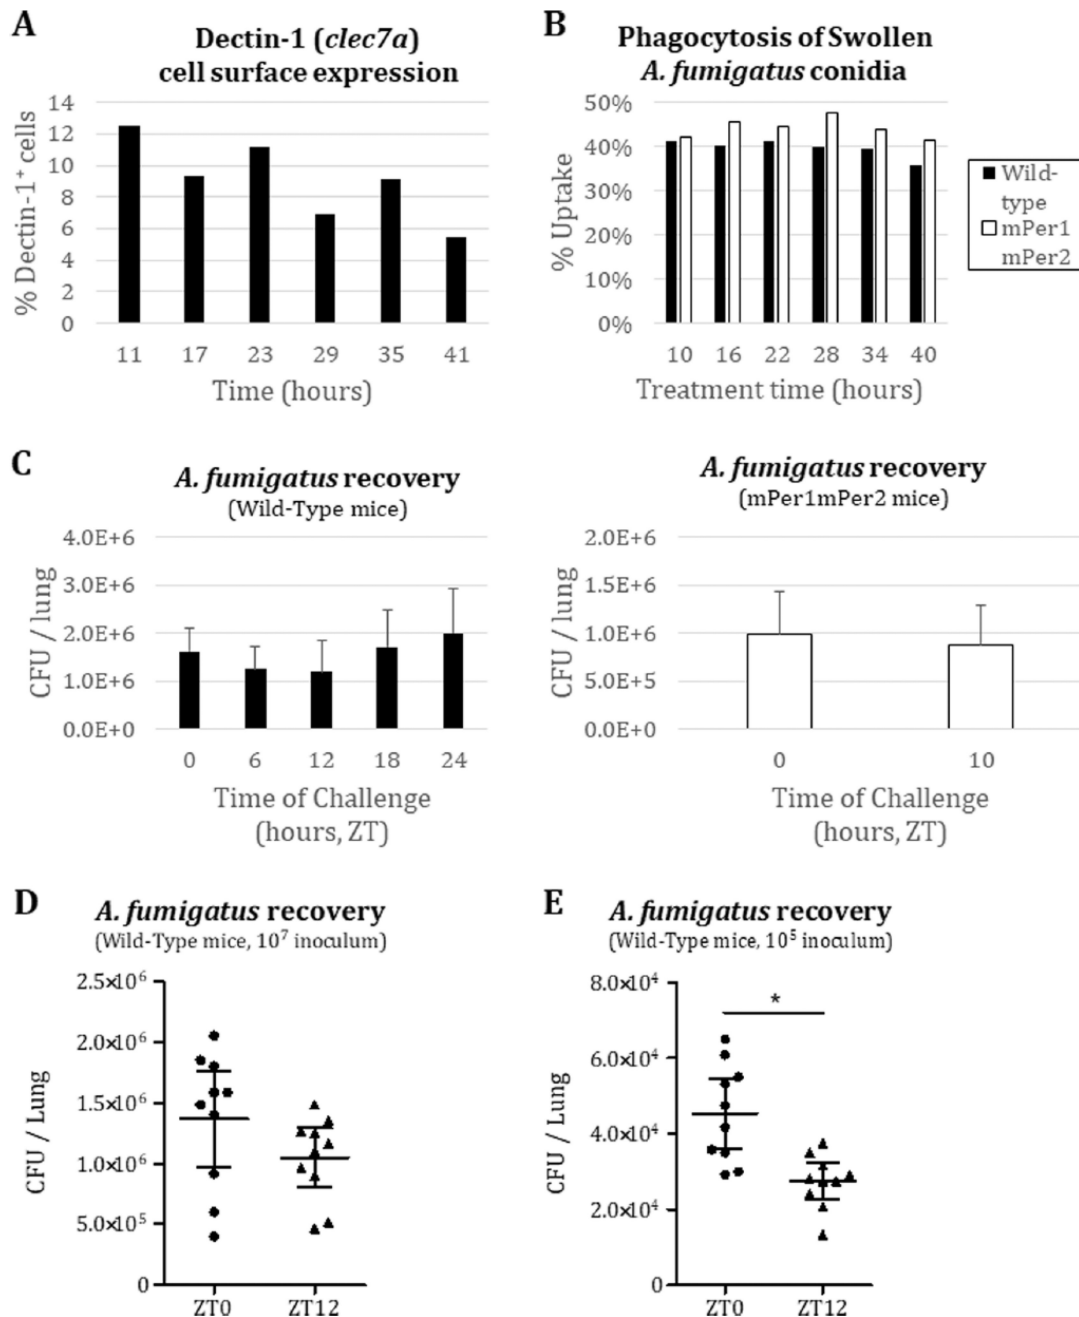 A
Dectin-1 (clec7a)
cell surface expression
% Dectin-1⁺ cells
14
12
10
8
6
4
2
0
11 17 23 29 35 41
Time (hours)
B
Phagocytosis of Swollen
A. fumigatus conidia
% Uptake
50%
40%
30%
20%
10%
0%
10 16 22 28 34 40
Treatment time (hours)
Wild-
type
mPer1
mPer2
C
A. fumigatus recovery
(Wild-Type mice)
CFU / lung
4.0E+6
3.0E+6
2.0E+6
1.0E+6
0.0E+0
0 6 12 18 24
Time of Challenge
(hours, ZT)
A. fumigatus recovery
(mPer1mPer2 mice)
CFU / lung
2.0E+6
1.5E+6
1.0E+6
5.0E+5
0.0E+0
0 10
Time of Challenge
(hours, ZT)
D
A. fumigatus recovery
(Wild-Type mice, 10⁷ inoculum)
CFU / Lung
2.5×10⁶
2.0×10⁶
1.5×10⁶
1.0×10⁶
5.0×10⁵
0
ZT0 ZT12
E
A. fumigatus recovery
(Wild-Type mice, 10⁵ inoculum)
CFU / Lung
8.0×10⁴
6.0×10⁴
4.0×10⁴
2.0×10⁴
0
*
ZT0 ZT12